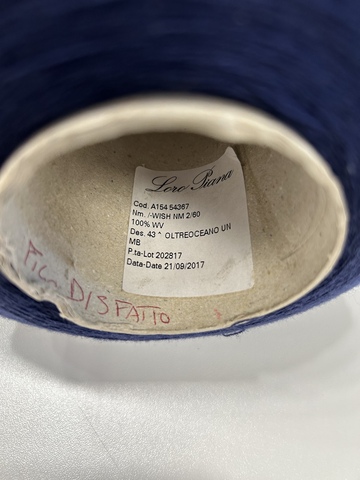 Loro Piana
Cod. A154 54367
Nm. /-WISH NM 2/60
100% WV
Des. 43 * OLTREOCEANO UN
MB
P.ta-Lot 202817
Data-Date 21/09/2017
DISFATTO